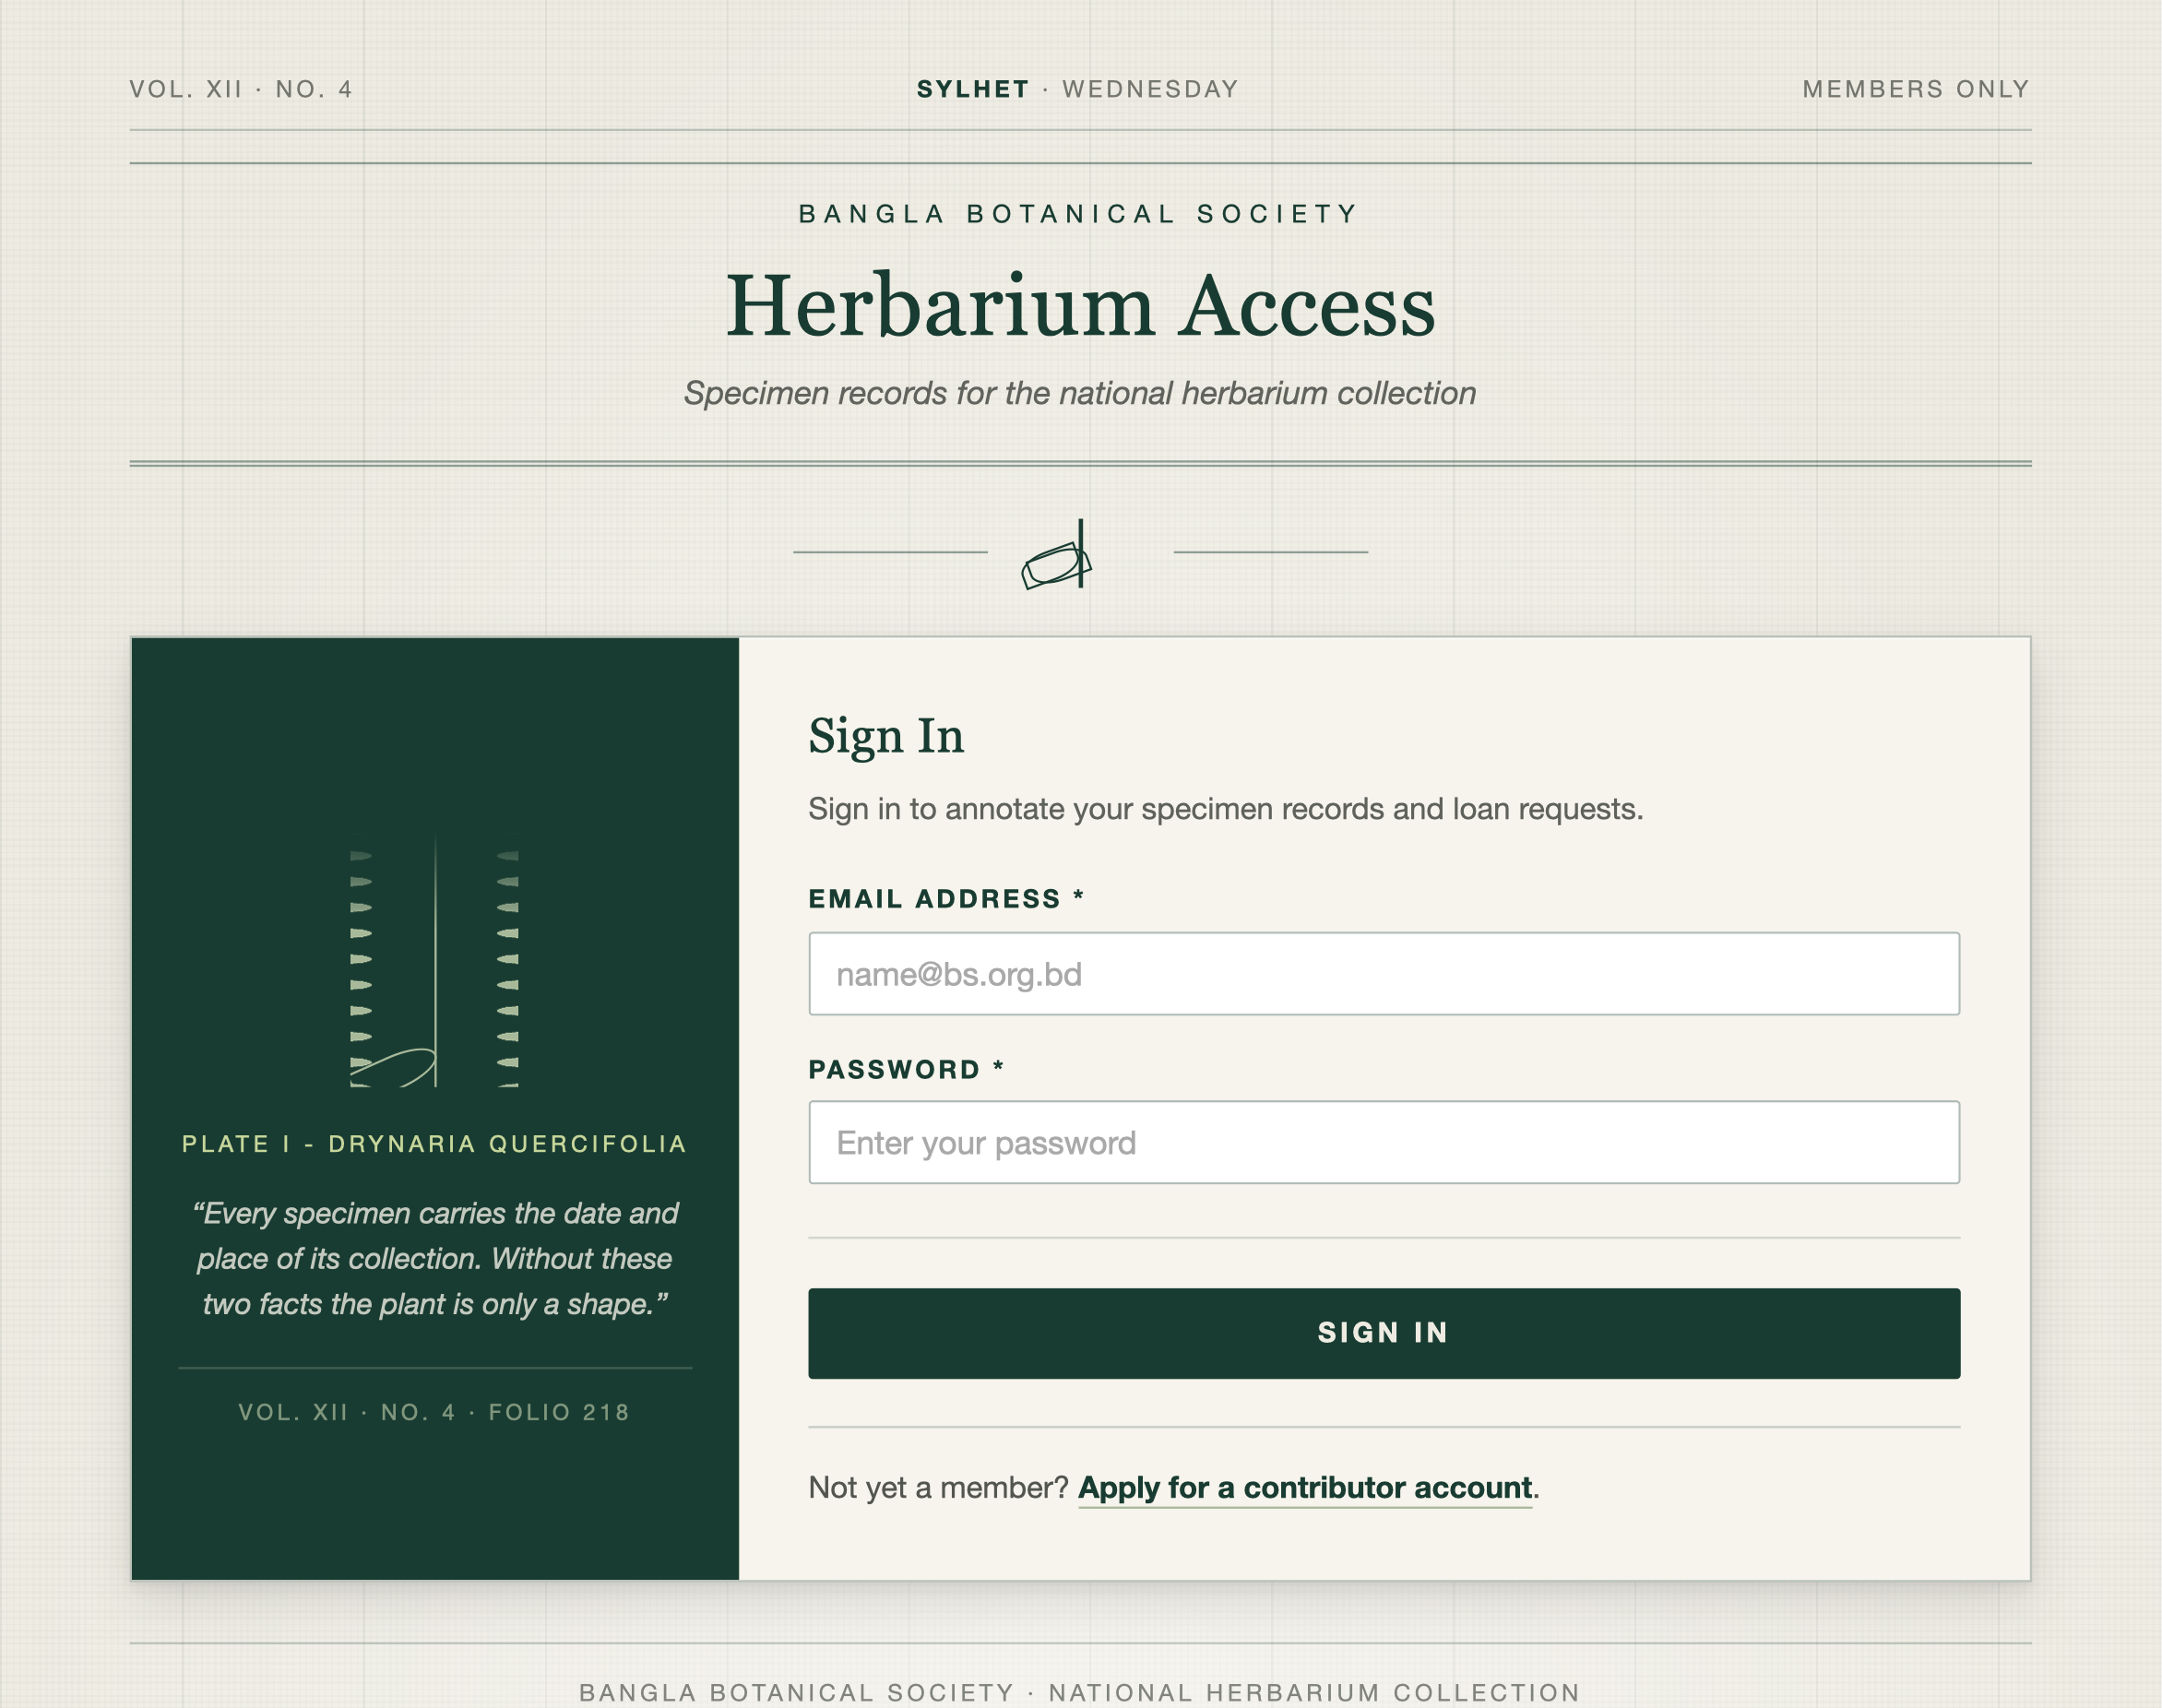 VOL. XII · NO. 4
SYLHET · WEDNESDAY
MEMBERS ONLY
BANGLA BOTANICAL SOCIETY
Herbarium Access
Specimen records for the national herbarium collection
PLATE I - DRYNARIA QUERCIFOLIA
“Every specimen carries the date and
place of its collection. Without these
two facts the plant is only a shape.”
VOL. XII · NO. 4 · FOLIO 218
Sign In
Sign in to annotate your specimen records and loan requests.
EMAIL ADDRESS *
name@bs.org.bd
PASSWORD *
Enter your password
SIGN IN
Not yet a member? Apply for a contributor account.
BANGLA BOTANICAL SOCIETY · NATIONAL HERBARIUM COLLECTION